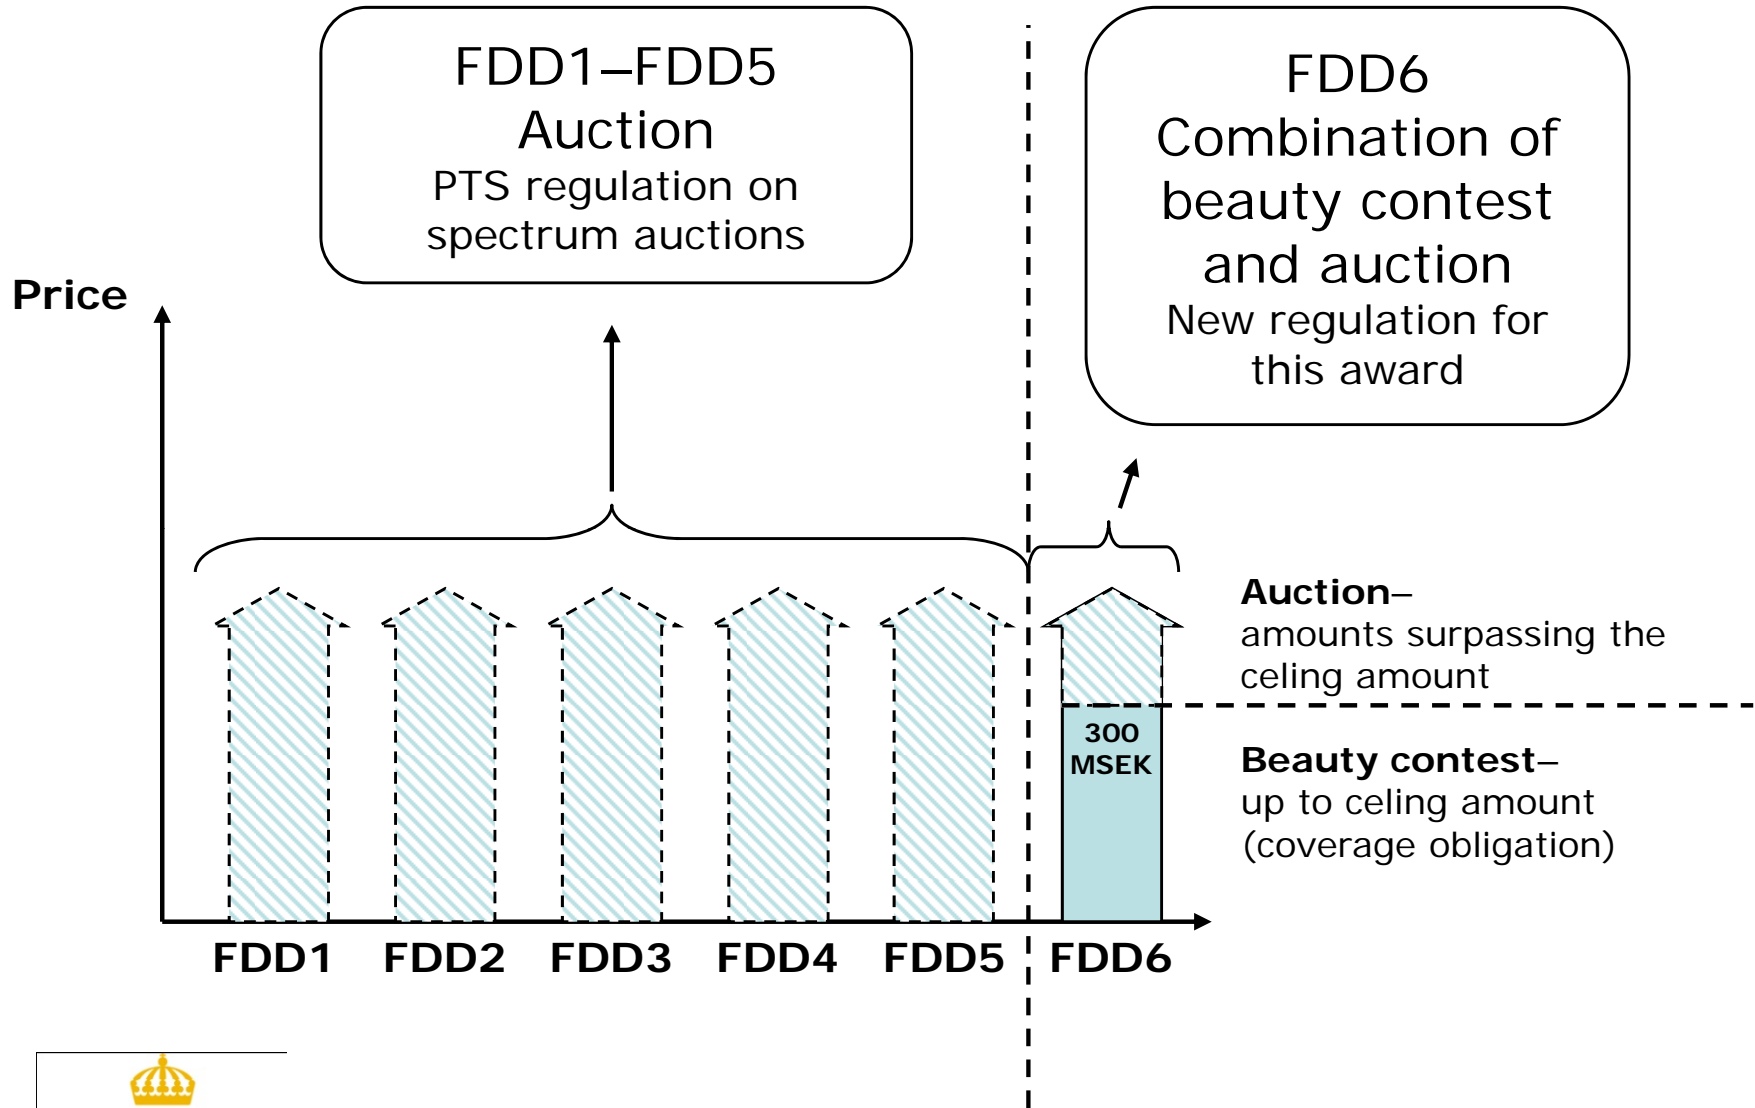 FDD1–FDD5
Auction
PTS regulation on
spectrum auctions
FDD6
Combination of
beauty contest
and auction
New regulation for
this award
Price
Auction–
amounts surpassing the
celing amount
300
MSEK
Beauty contest–
up to celing amount
(coverage obligation)
FDD1 FDD2 FDD3 FDD4 FDD5 FDD6